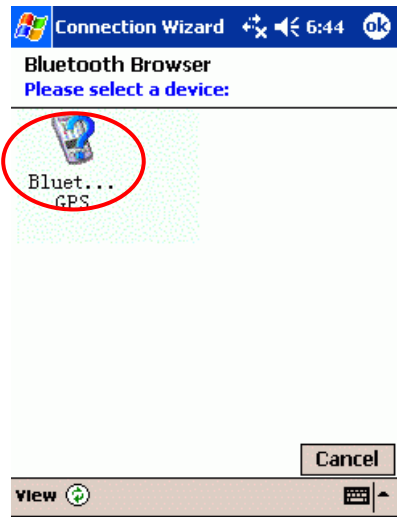 Connection Wizard 6:44 ok
Bluetooth Browser
Please select a device:
Bluet...
GPS
Cancel
View